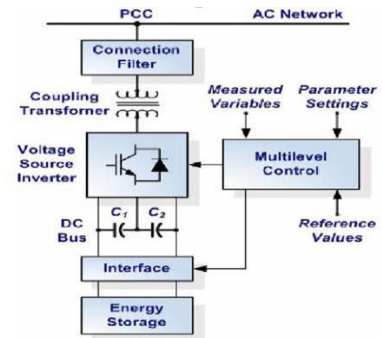 PCC
AC Network
Connection
Filter
Coupling
Transforner
Measured
Variables
Parameter
Settings
Voltage
Source
Inverter
Multilevel
Control
C1 C2
DC
Bus
Reference
Values
Interface
Energy
Storage